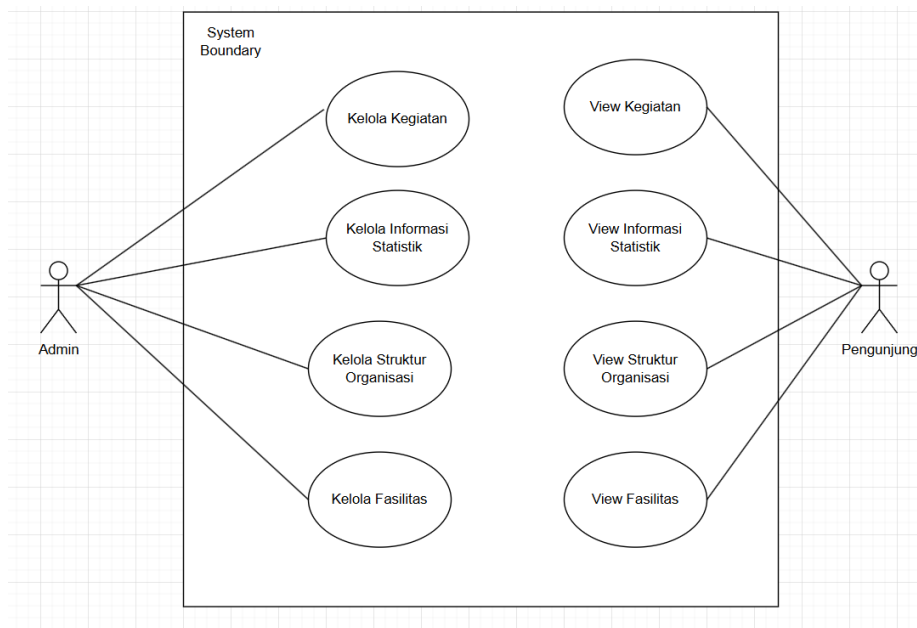 System
Boundary
Kelola Kegiatan
View Kegiatan
Kelola Informasi
Statistik
View Informasi
Statistik
Admin
Pengunjung
Kelola Struktur
Organisasi
View Struktur
Organisasi
Kelola Fasilitas
View Fasilitas